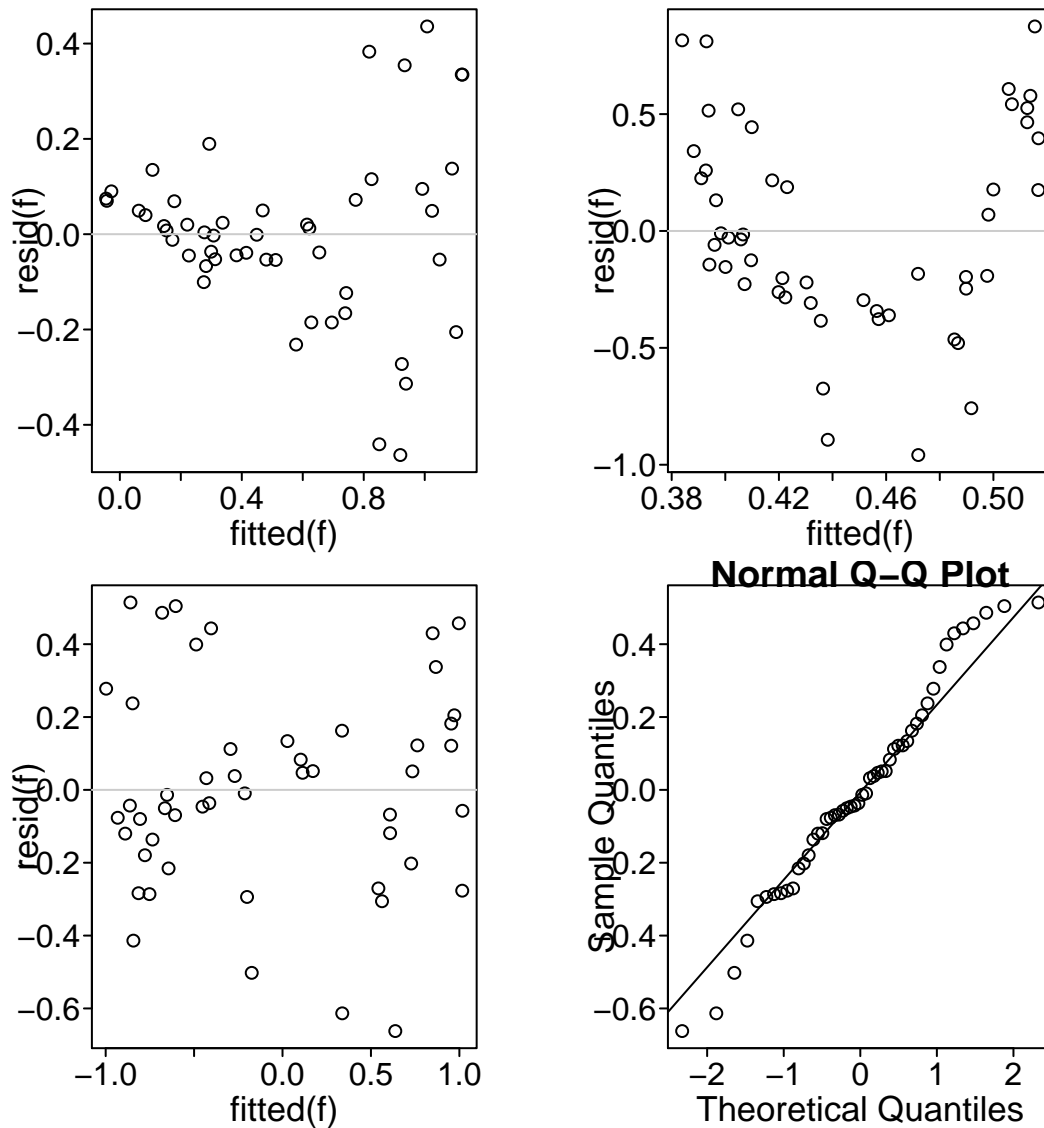 0.4
0.2
0.0
−0.2
−0.4
resid(f)
0.0 0.4 0.8
fitted(f)
0.5
0.0
−0.5
−1.0
resid(f)
0.38 0.42 0.46 0.50
fitted(f)
0.4
0.2
0.0
−0.2
−0.4
−0.6
resid(f)
−1.0 0.0 0.5 1.0
fitted(f)
Normal Q−Q Plot
0.4
0.2
0.0
−0.2
−0.4
−0.6
Sample Quantiles
−2 −1 0 1 2
Theoretical Quantiles